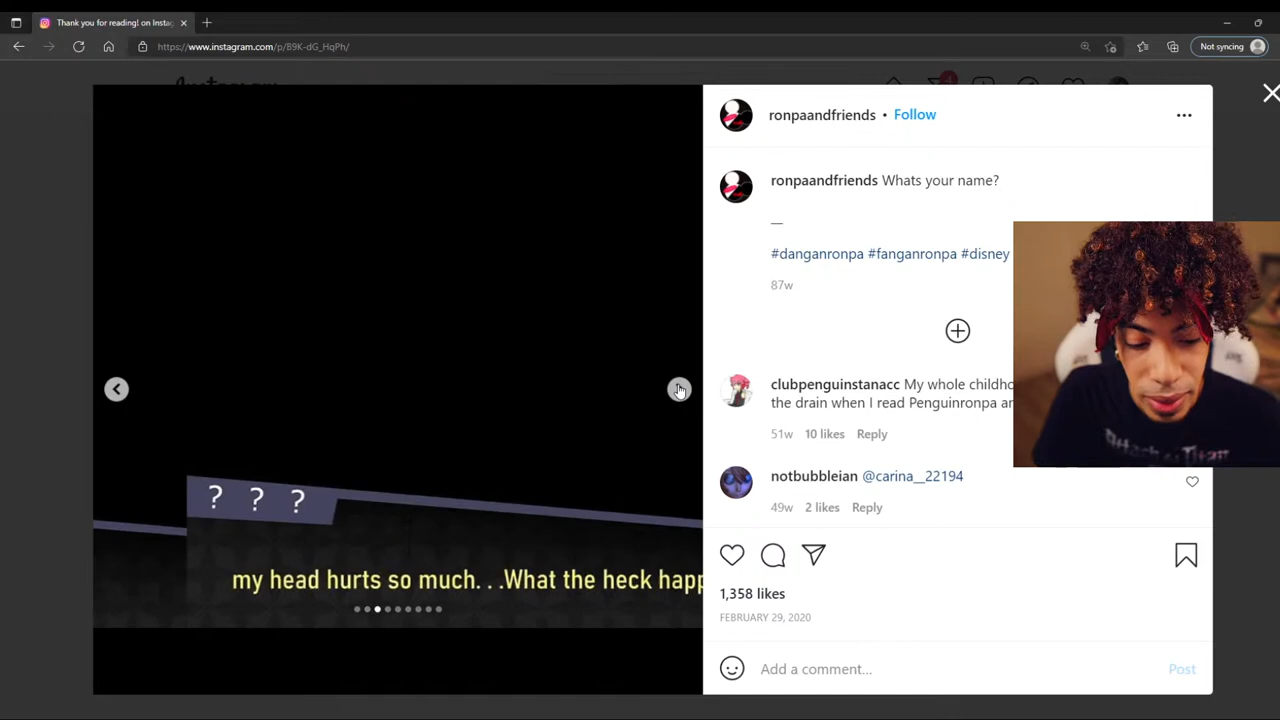 Thank you for reading! on Insta
Not syncing
https://www.instagram.com/p/B9K-dG_HqPh/
ronpaandfriends • Follow
ronpaandfriends Whats your name?
—
#danganronpa #fanganronpa #disney
87w
clubpenguinstanacc My whole childho
the drain when I read Penguinronpa ar
51w 10 likes Reply
notbubbleian @carina__22194
49w 2 likes Reply
1,358 likes
FEBRUARY 29, 2020
Add a comment... Post
? ? ?
my head hurts so much. . .What the heck happ